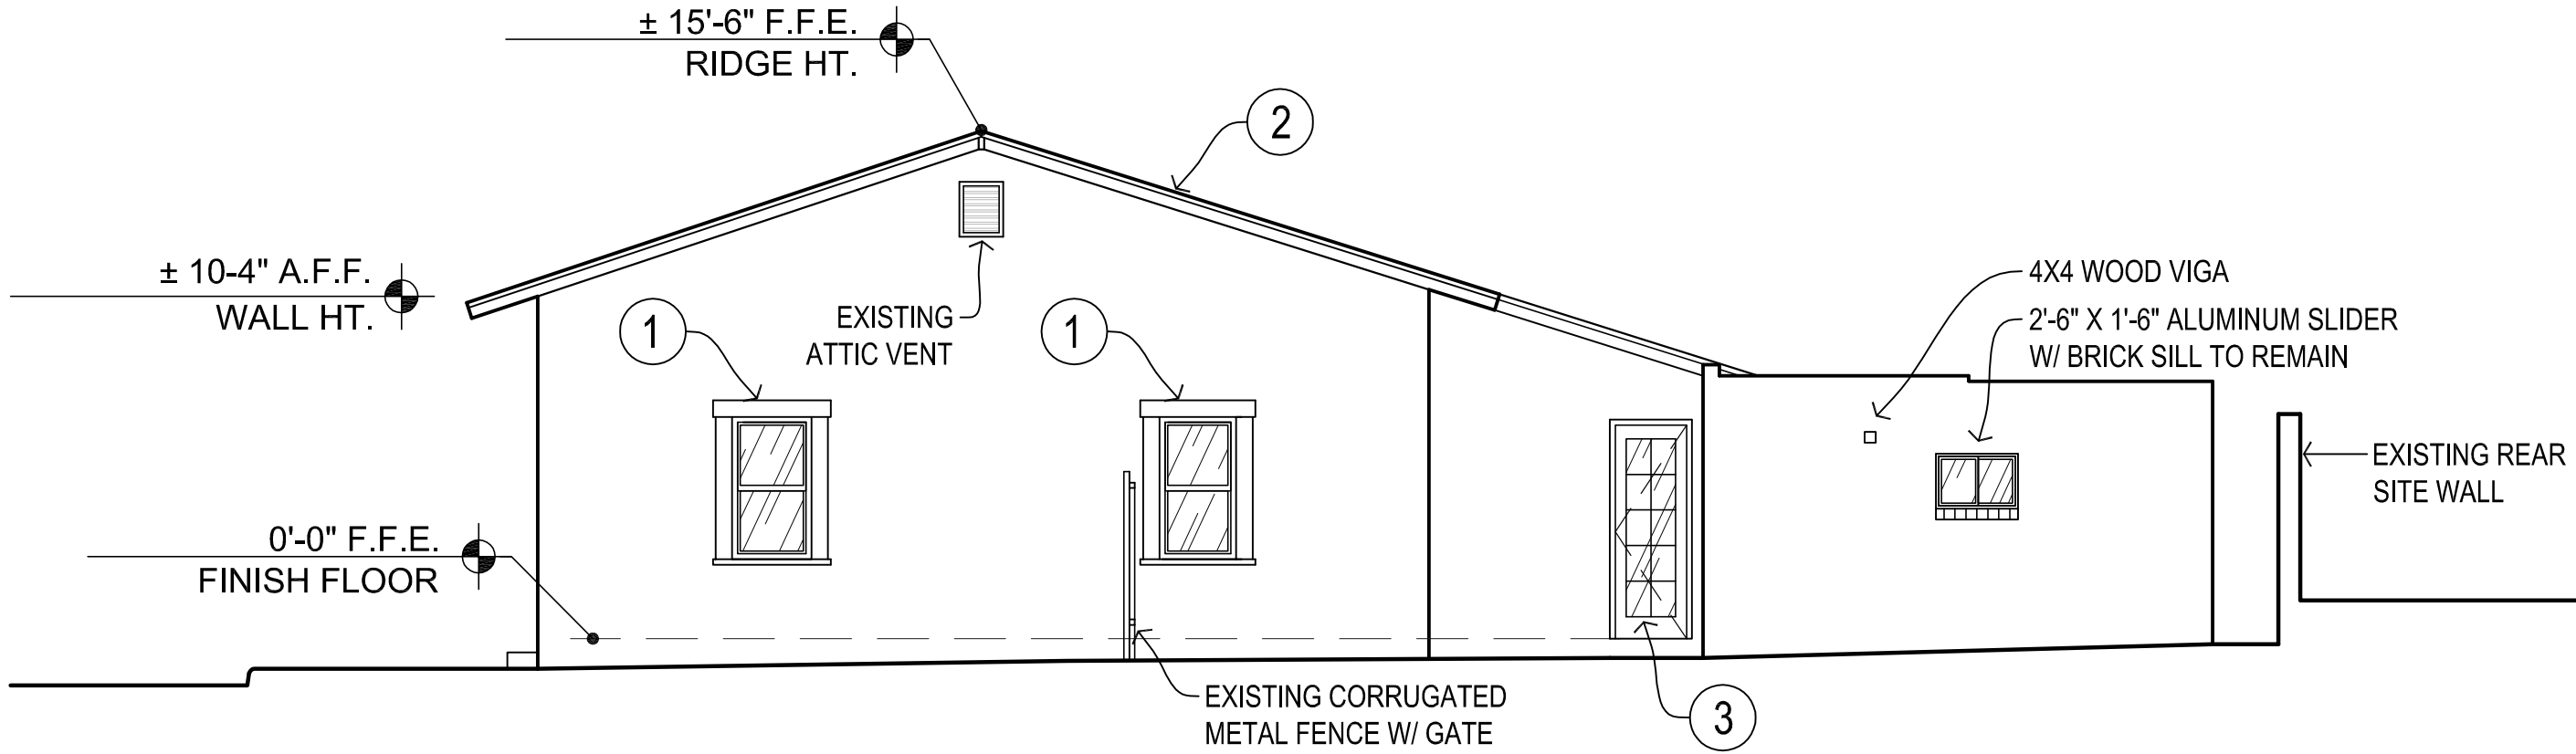 ± 15'-6" F.F.E.
RIDGE HT.
2
± 10-4" A.F.F.
WALL HT.
1
EXISTING
ATTIC VENT
1
4X4 WOOD VIGA
2'-6" X 1'-6" ALUMINUM SLIDER
W/ BRICK SILL TO REMAIN
EXISTING REAR
SITE WALL
0'-0" F.F.E.
FINISH FLOOR
EXISTING CORRUGATED
METAL FENCE W/ GATE
3